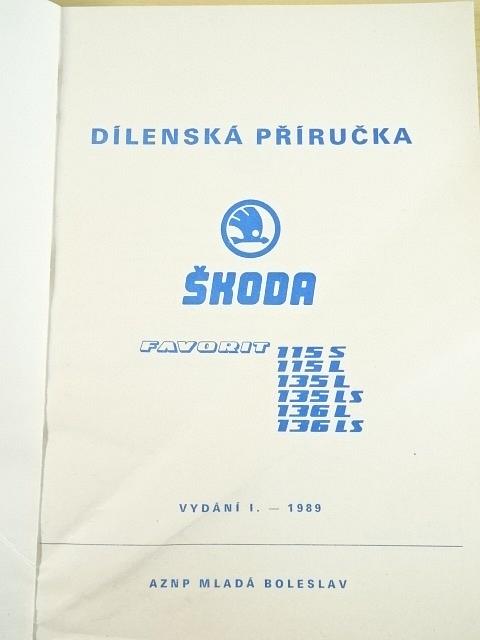 DÍLENSKÁ PŘÍRUČKA
ŠKODA
FAVORIT 115 S
115 L
135 L
135 LS
136 L
136 LS
VYDÁNÍ I. — 1989
AZNP MLADÁ BOLESLAV